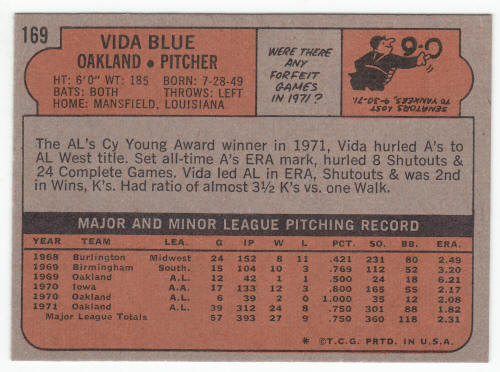 169
VIDA BLUE
OAKLAND • PITCHER
HT: 6'0" WT: 185 BORN: 7-28-49
BATS: BOTH THROWS: LEFT
HOME: MANSFIELD, LOUISIANA
WERE THERE
ANY
FORFEIT
GAMES
IN 1971?
9-0
SENATORS LOST
TO YANKEES, 9-30-71.
The AL's Cy Young Award winner in 1971, Vida hurled A's to
AL West title. Set all-time A's ERA mark, hurled 8 Shutouts &
24 Complete Games. Vida led AL in ERA, Shutouts & was 2nd
in Wins, K's. Had ratio of almost 3½ K's vs. one Walk.
MAJOR AND MINOR LEAGUE PITCHING RECORD
YEAR TEAM LEA. G IP W L PCT. SO. BB. ERA.
1968 Burlington Midwest 24 152 8 11 .421 231 80 2.49
1969 Birmingham South. 15 104 10 3 .769 112 52 3.20
1969 Oakland A.L. 12 42 1 1 .500 24 18 6.21
1970 Iowa A.A. 17 133 12 3 .800 165 55 2.17
1970 Oakland A.L. 6 39 2 0 1.000 35 12 2.08
1971 Oakland A.L. 39 312 24 8 .750 301 88 1.82
Major League Totals 57 393 27 9 .750 360 118 2.31
* © T.C.G. PRTD. IN U.S.A.